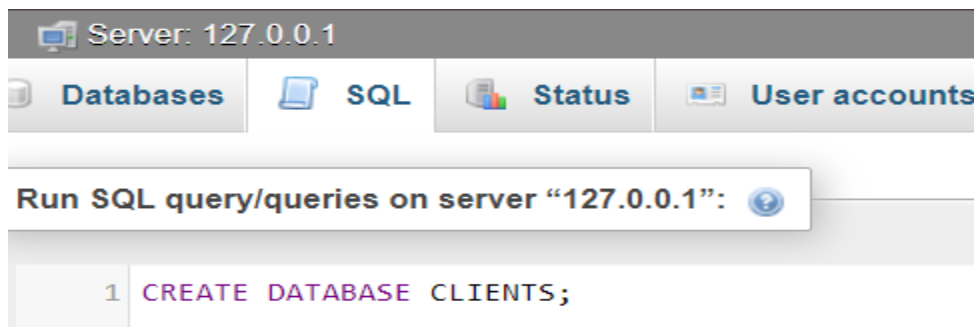 Server: 127.0.0.1
Databases SQL Status User accounts
Run SQL query/queries on server “127.0.0.1”:
1 CREATE DATABASE CLIENTS;